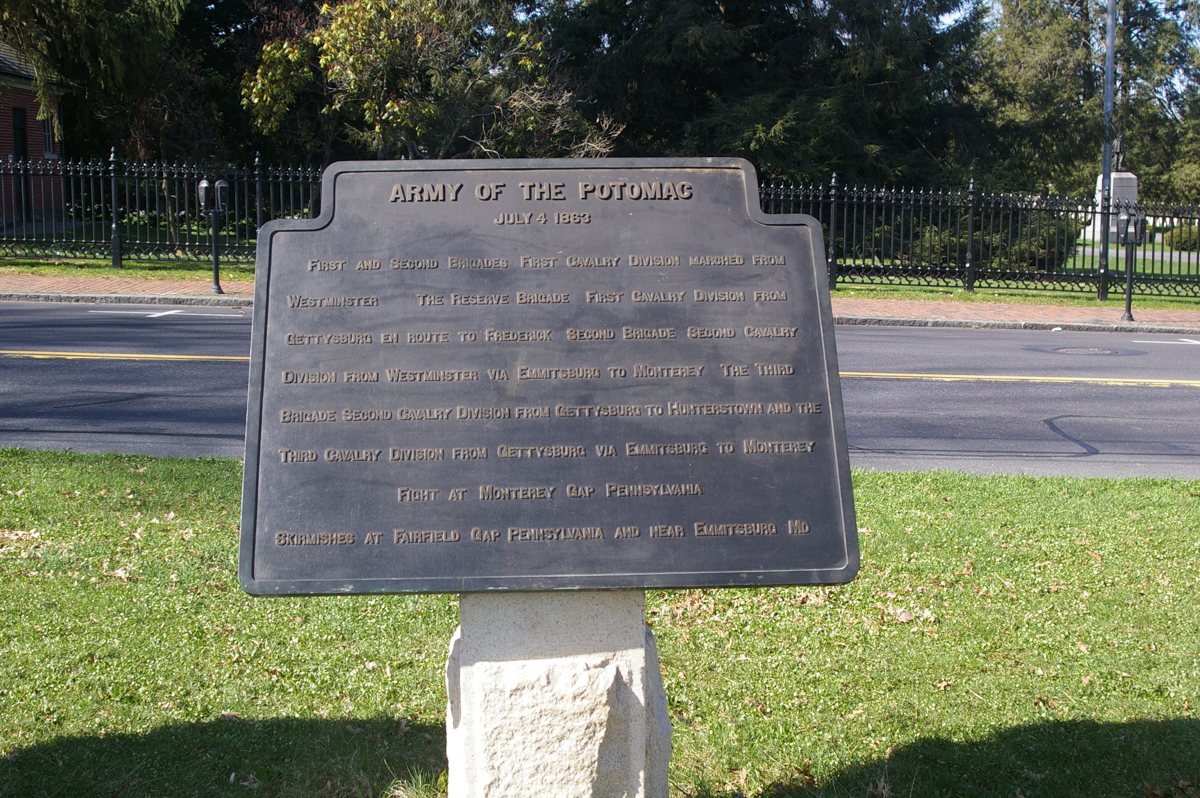 ARMY OF THE POTOMAC
JULY 4 1863
FIRST AND SECOND BRIGADES FIRST CAVALRY DIVISION MARCHED FROM
WESTMINSTER THE RESERVE BRIGADE FIRST CAVALRY DIVISION FROM
GETTYSBURG EN ROUTE TO FREDERICK SECOND BRIGADE SECOND CAVALRY
DIVISION FROM WESTMINSTER VIA EMMITSBURG TO MONTEREY THE THIRD
BRIGADE SECOND CAVALRY DIVISION FROM GETTYSBURG TO HUNTERSTOWN AND THE
THIRD CAVALRY DIVISION FROM GETTYSBURG VIA EMMITSBURG TO MONTEREY
FIGHT AT MONTEREY GAP PENNSYLVANIA
SKIRMISHES AT FAIRFIELD GAP PENNSYLVANIA AND NEAR EMMITSBURG MD